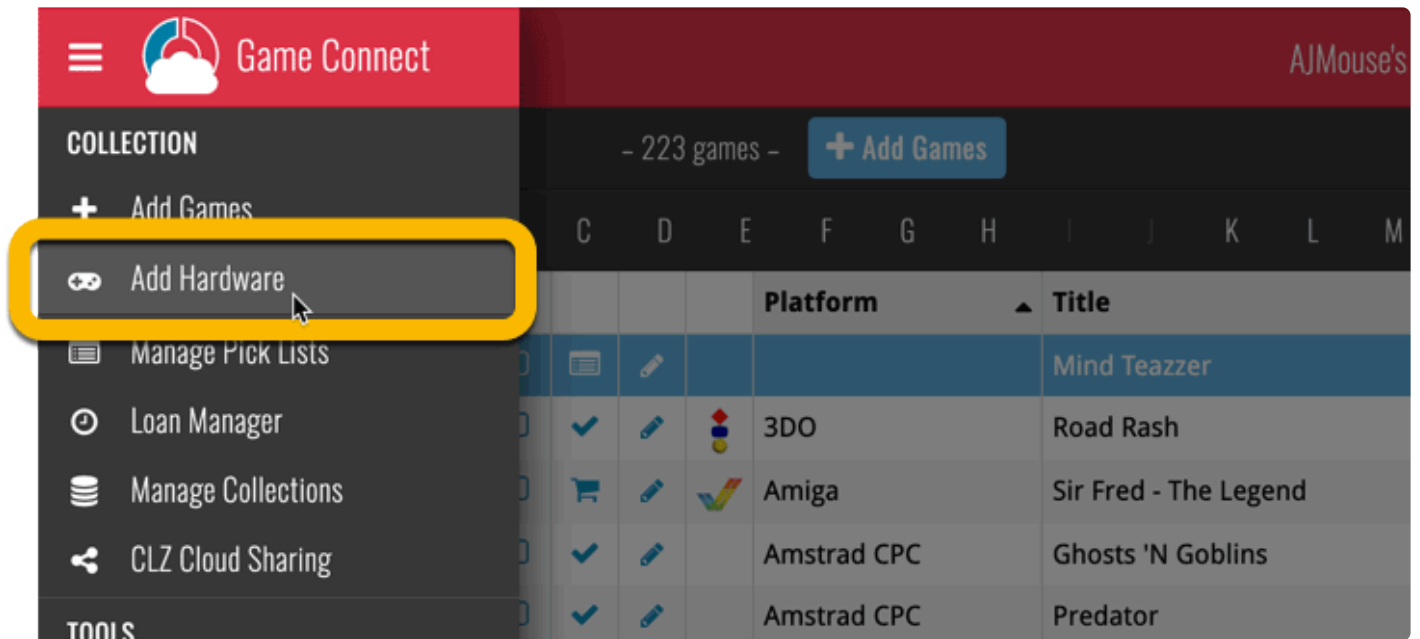 Game Connect
AJMouse's
COLLECTION
– 223 games –
Add Games
Add Games
C D E F G H I J K L M
Add Hardware
Platform Title
Manage Pick Lists
Mind Teazzer
Loan Manager
3DO Road Rash
Manage Collections
Amiga Sir Fred - The Legend
CLZ Cloud Sharing
Amstrad CPC Ghosts 'N Goblins
Amstrad CPC Predator
TOOLS